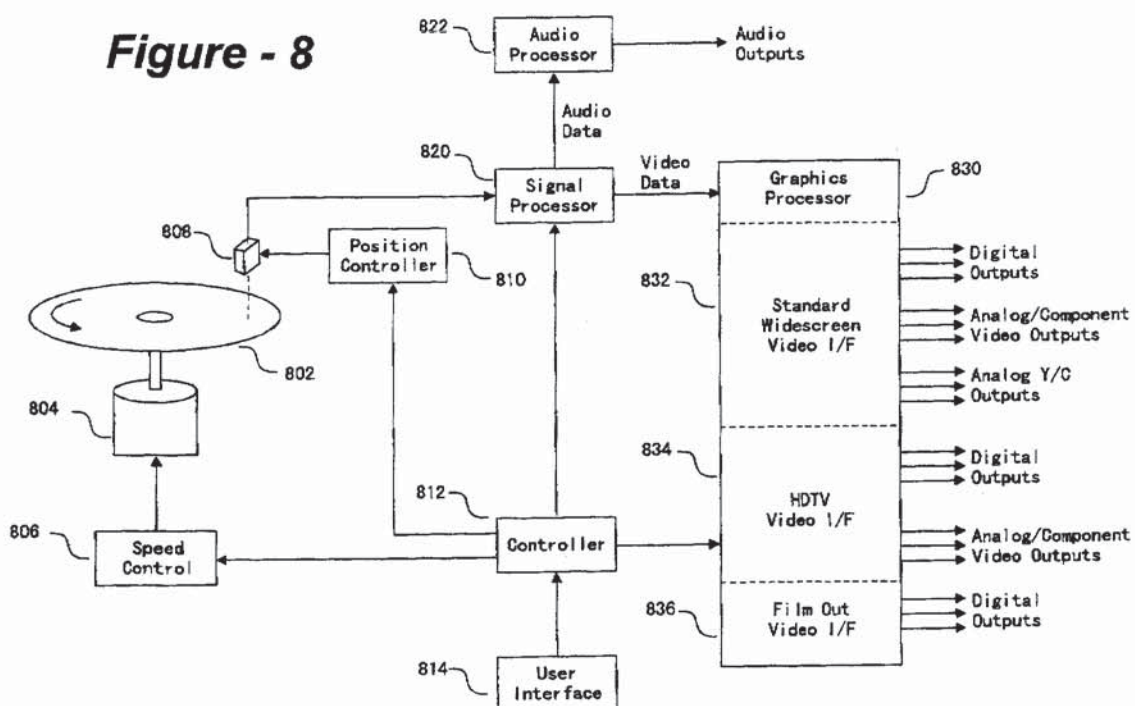 Figure - 8
822
Audio
Processor
Audio
Outputs
Audio
Data
820
Signal
Processor
Video
Data
Graphics
Processor
830
808
Position
Controller
810
802
804
806
Speed
Control
812
Controller
814
User
Interface
832
Standard
Widescreen
Video I/F
Digital
Outputs
Analog/Component
Video Outputs
Analog Y/C
Outputs
834
HDTV
Video I/F
Digital
Outputs
Analog/Component
Video Outputs
836
Film Out
Video I/F
Digital
Outputs